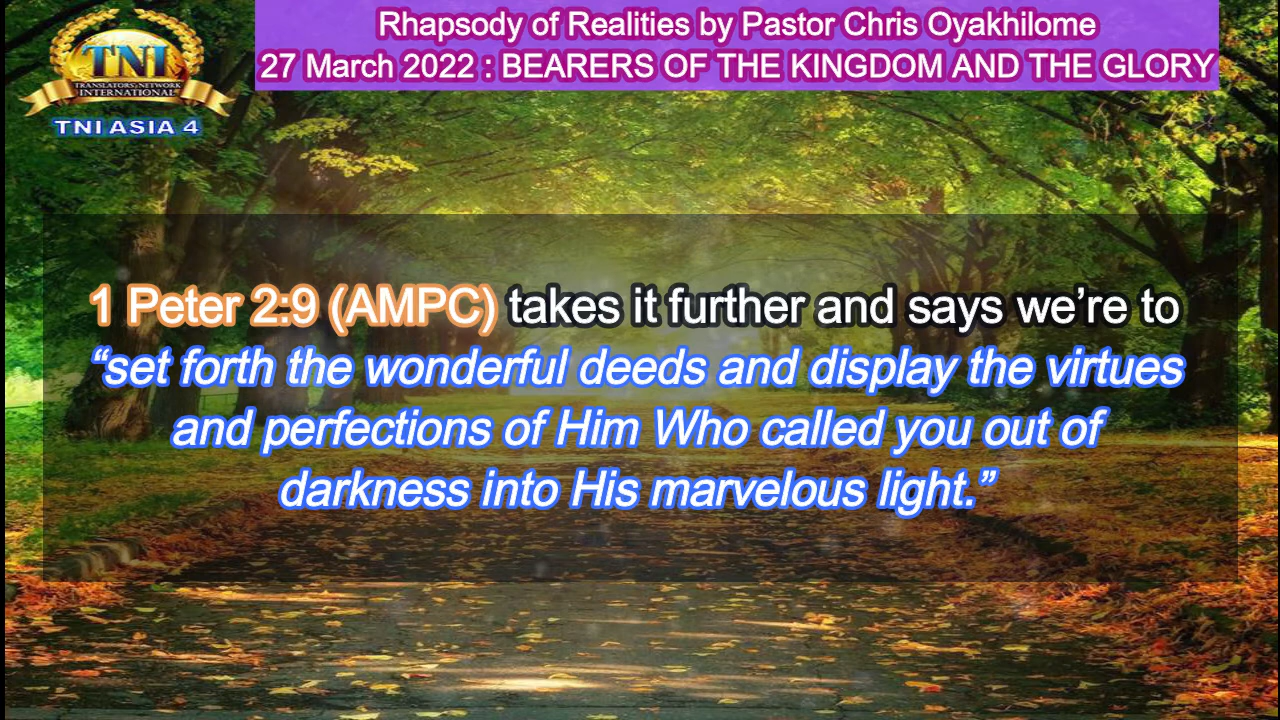 Rhapsody of Realities by Pastor Chris Oyakhilome
27 March 2022 : BEARERS OF THE KINGDOM AND THE GLORY
TNI
TRANSLATORS NETWORK
INTERNATIONAL
TNI ASIA 4
1 Peter 2:9 (AMPC) takes it further and says we’re to
“set forth the wonderful deeds and display the virtues
and perfections of Him Who called you out of
darkness into His marvelous light.”